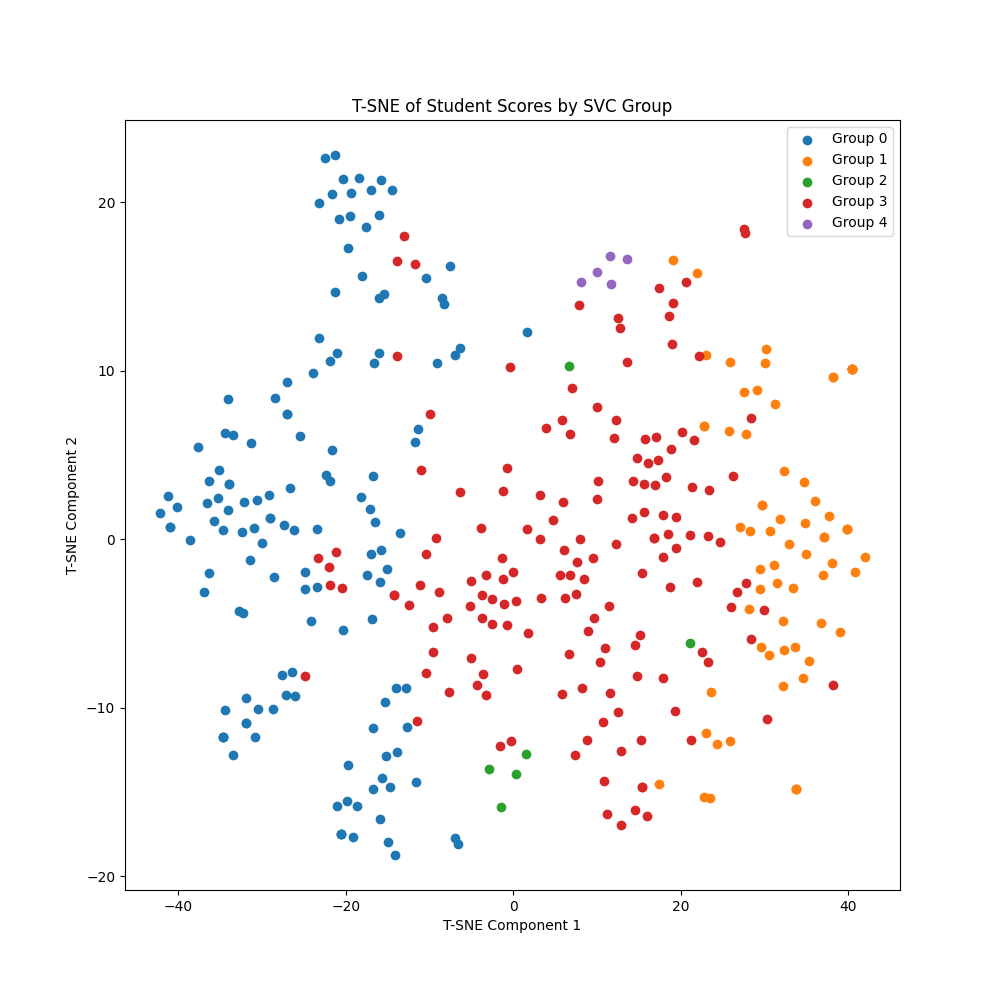 T-SNE of Student Scores by SVC Group
Group 0
Group 1
Group 2
Group 3
Group 4
T-SNE Component 2
20
10
0
−10
−20
−40
−20
0
20
40
T-SNE Component 1